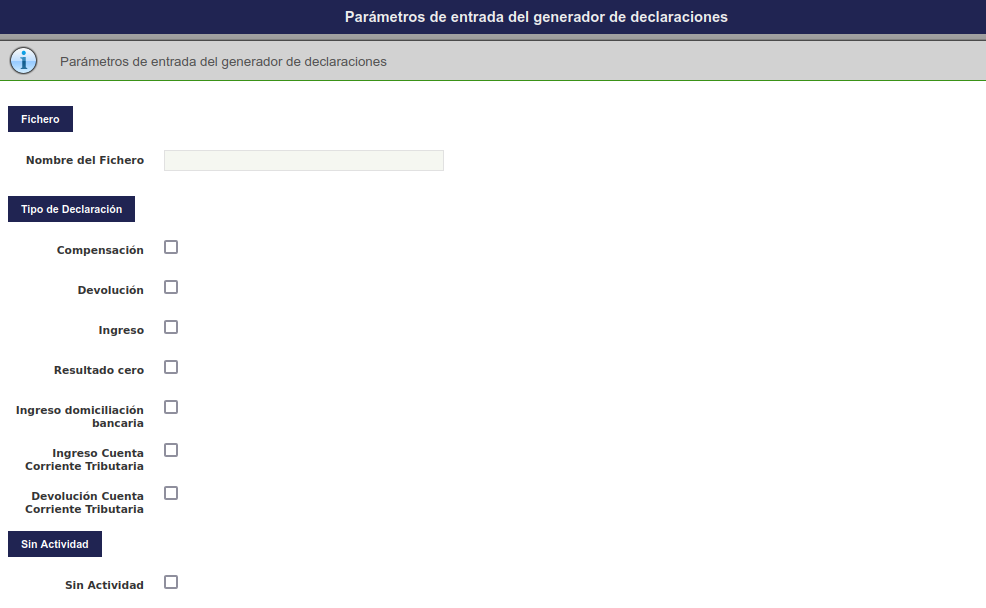 Parámetros de entrada del generador de declaraciones
Parámetros de entrada del generador de declaraciones
Fichero
Nombre del Fichero
Tipo de Declaración
Compensación
Devolución
Ingreso
Resultado cero
Ingreso domiciliación
bancaria
Ingreso Cuenta
Corriente Tributaria
Devolución Cuenta
Corriente Tributaria
Sin Actividad
Sin Actividad